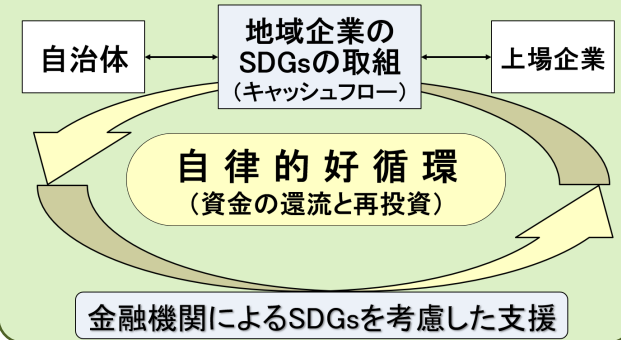 地域企業の
SDGsの取組
（キャッシュフロー）
自治体
上場企業
自律的好循環
（資金の還流と再投資）
金融機関によるSDGsを考慮した支援